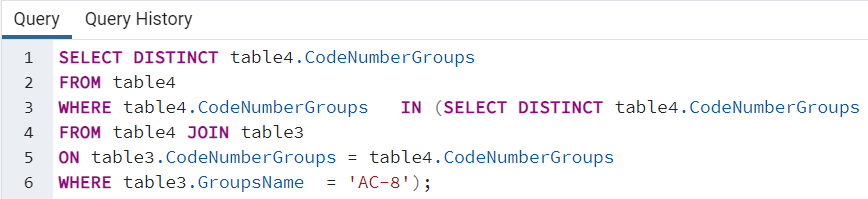 Query Query History
1 SELECT DISTINCT table4.CodeNumberGroups
2 FROM table4
3 WHERE table4.CodeNumberGroups IN (SELECT DISTINCT table4.CodeNumberGroups
4 FROM table4 JOIN table3
5 ON table3.CodeNumberGroups = table4.CodeNumberGroups
6 WHERE table3.GroupsName = 'AC-8');